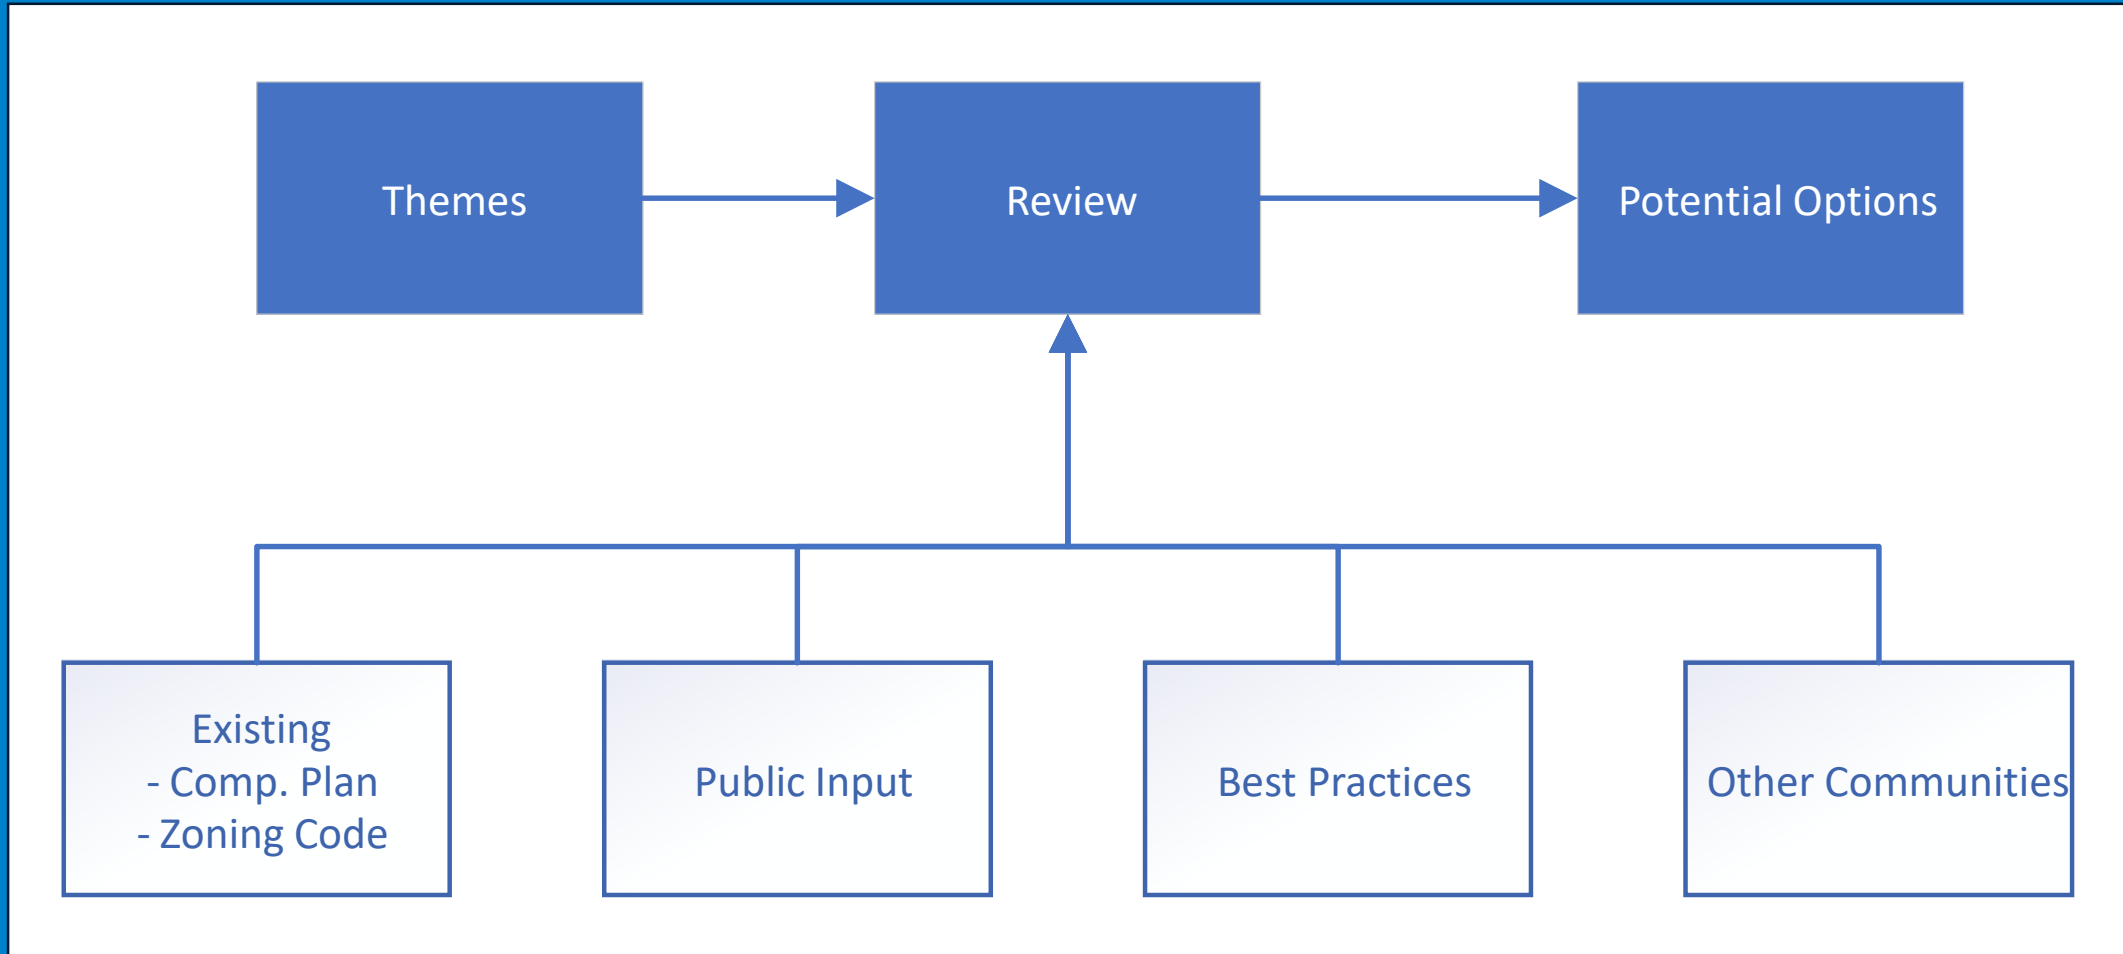 Themes
Review
Potential Options
Existing
- Comp. Plan
- Zoning Code
Public Input
Best Practices
Other Communities